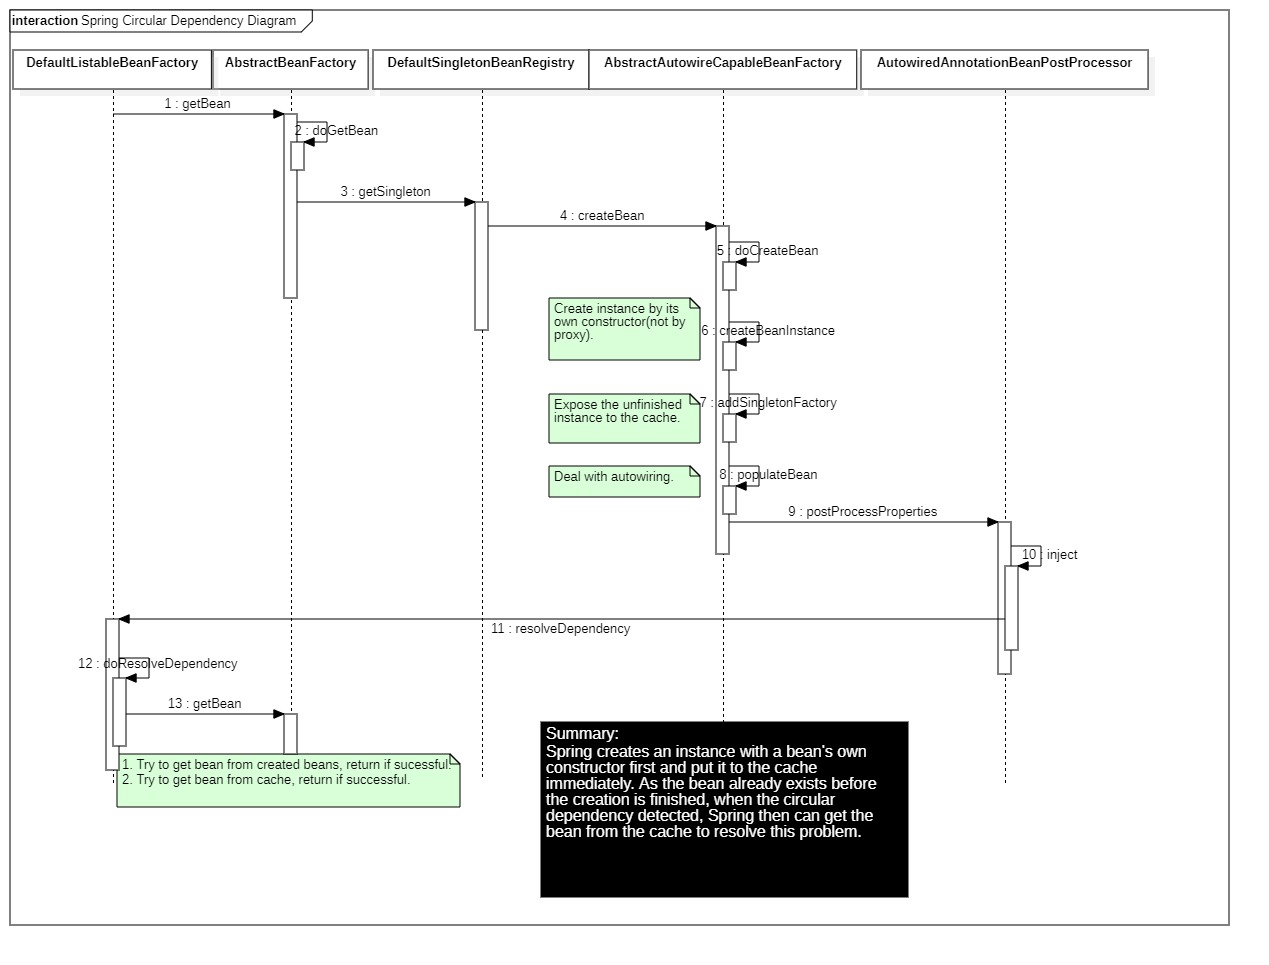 interaction Spring Circular Dependency Diagram
DefaultListableBeanFactory
AbstractBeanFactory
DefaultSingletonBeanRegistry
AbstractAutowireCapableBeanFactory
AutowiredAnnotationBeanPostProcessor
1 : getBean
2 : doGetBean
3 : getSingleton
4 : createBean
5 : doCreateBean
Create instance by its
own constructor(not by
proxy).
6 : createBeanInstance
Expose the unfinished
instance to the cache.
7 : addSingletonFactory
Deal with autowiring.
8 : populateBean
9 : postProcessProperties
10 : inject
11 : resolveDependency
12 : doResolveDependency
13 : getBean
1. Try to get bean from created beans, return if sucessful.
2. Try to get bean from cache, return if successful.
Summary:
Spring creates an instance with a bean's own
constructor first and put it to the cache
immediately. As the bean already exists before
the creation is finished, when the circular
dependency detected, Spring then can get the
bean from the cache to resolve this problem.